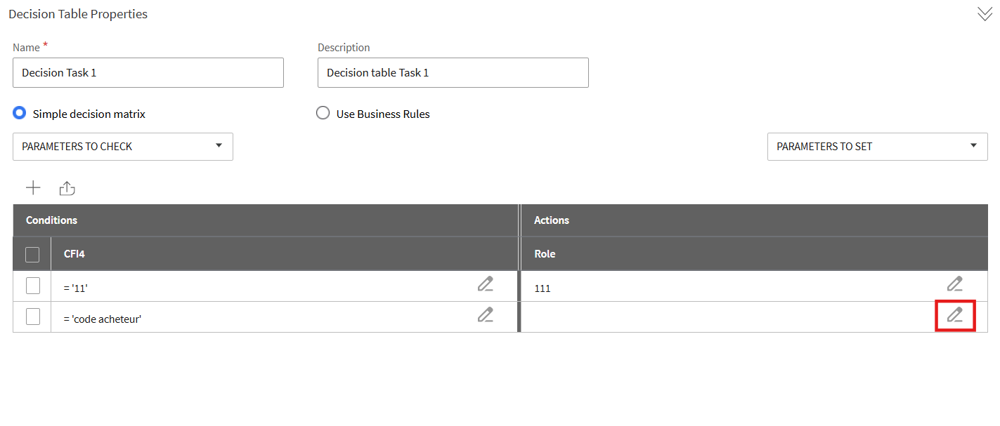 Decision Table Properties
Name * Description
Decision Task 1 Decision table Task 1
Simple decision matrix Use Business Rules
PARAMETERS TO CHECK PARAMETERS TO SET
Conditions Actions
CFI4 Role
= '11' 111
= 'code acheteur'